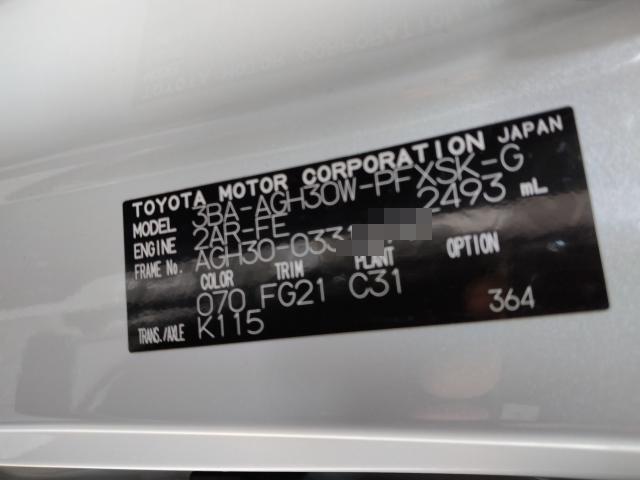 TOYOTA MOTOR CORPORATION JAPAN
MODEL 3BA-AGH30W-PFXSK-G
ENGINE 2AR-FE 2493 mL
FRAME No. AGH30-0331
COLOR TRIM PLANT OPTION
070 FG21 C31
TRANS./AXLE K115 364